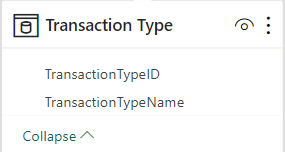 Transaction Type
TransactionTypeID
TransactionTypeName
Collapse